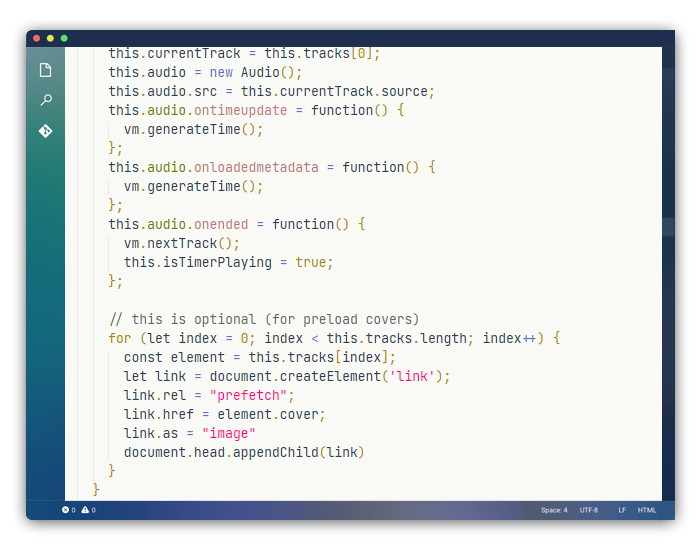 this.currentTrack = this.tracks[0];
this.audio = new Audio();
this.audio.src = this.currentTrack.source;
this.audio.ontimeupdate = function() {
vm.generateTime();
};
this.audio.onloadedmetadata = function() {
vm.generateTime();
};
this.audio.onended = function() {
vm.nextTrack();
this.isTimerPlaying = true;
};
// this is optional (for preload covers)
for (let index = 0; index < this.tracks.length; index++) {
const element = this.tracks[index];
let link = document.createElement('link');
link.rel = "prefetch";
link.href = element.cover;
link.as = "image"
document.head.appendChild(link)
}
}
0 0 Space: 4 UTF-8 LF HTML